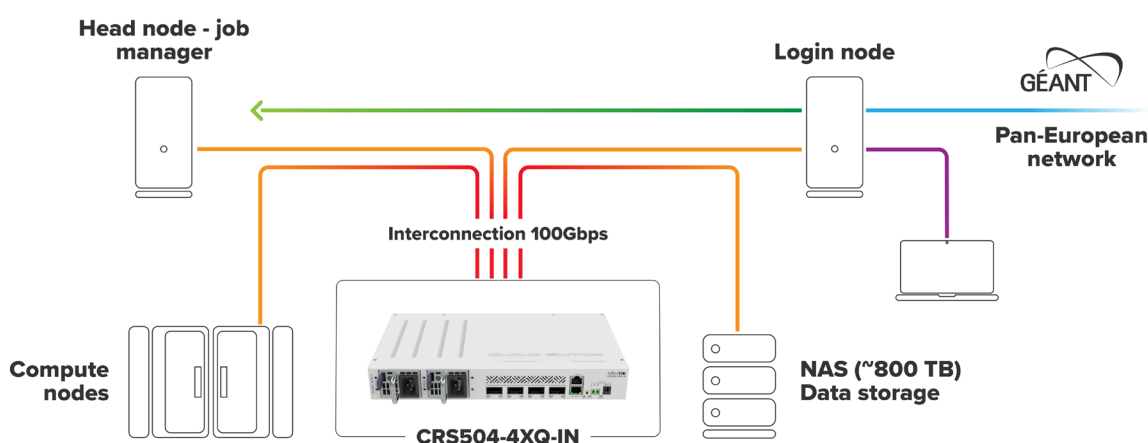 Head node - job
manager
Login node
GÉANT
Pan-European
network
Interconnection 100Gbps
Compute
nodes
NAS (~800 TB)
Data storage
CRS504-4XQ-IN